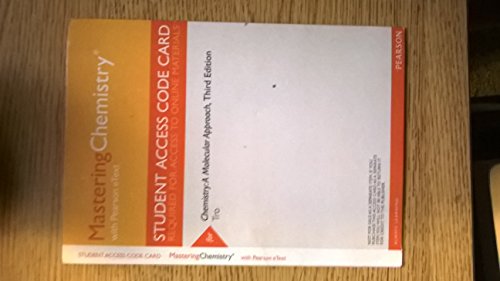 MasteringChemistry®
with Pearson eText
STUDENT ACCESS CODE CARD
REQUIRED FOR ACCESS TO ONLINE MATERIALS
for
Chemistry: A Molecular Approach, Third Edition
Tro
PEARSON
STUDENT ACCESS CODE CARD MasteringChemistry® with Pearson eText